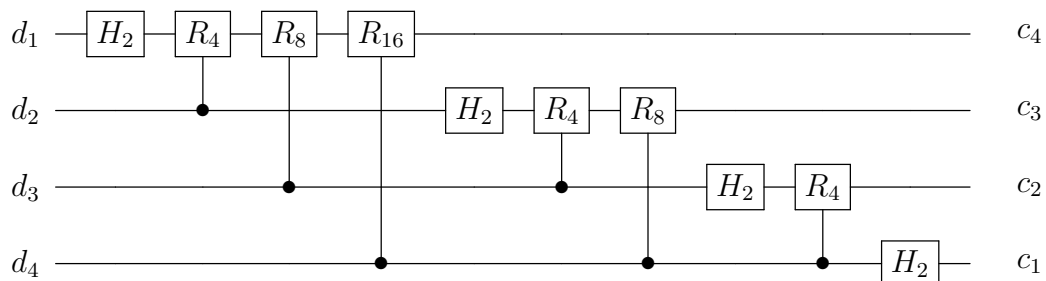 d₁ H₂ R₄ R₈ R₁₆ c₄
d₂ H₂ R₄ R₈ c₃
d₃ H₂ R₄ c₂
d₄ H₂ c₁